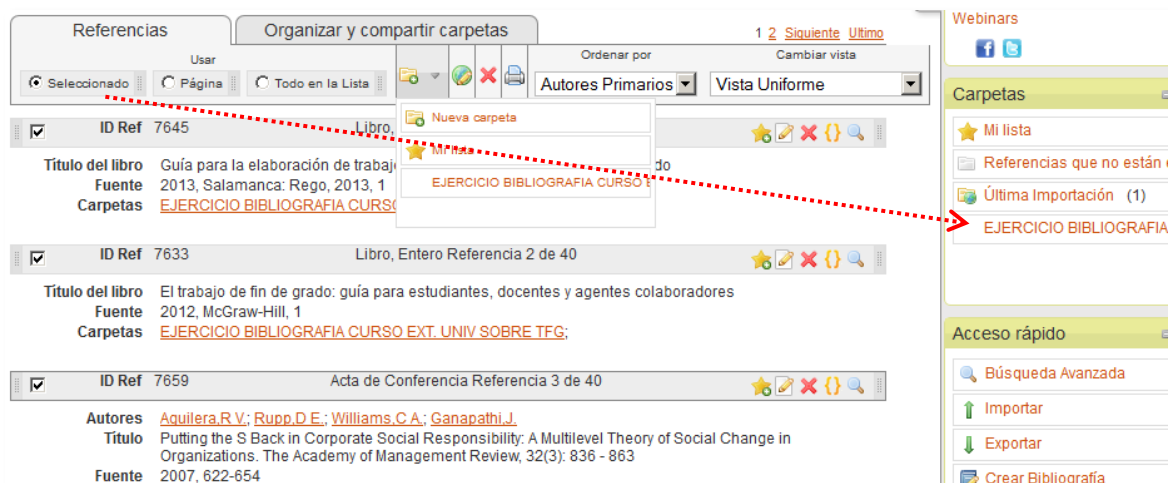 Referencias
Organizar y compartir carpetas
1 2 Siguiente Ultimo
Usar
Ordenar por
Cambiar vista
Seleccionado
Página
Todo en la Lista
Autores Primarios
Vista Uniforme
Nueva carpeta
Mi lista
EJERCICIO BIBLIOGRAFIA CURSO E
ID Ref 7645 Libro,
Título del libro Guía para la elaboración de trabaj do
Fuente 2013, Salamanca: Rego, 2013, 1
Carpetas EJERCICIO BIBLIOGRAFIA CURSO
ID Ref 7633 Libro, Entero Referencia 2 de 40
Título del libro El trabajo de fin de grado: guía para estudiantes, docentes y agentes colaboradores
Fuente 2012, McGraw-Hill, 1
Carpetas EJERCICIO BIBLIOGRAFIA CURSO EXT. UNIV SOBRE TFG;
ID Ref 7659 Acta de Conferencia Referencia 3 de 40
Autores Aguilera,R V.; Rupp,D E.; Williams,C A.; Ganapathi,J.
Título Putting the S Back in Corporate Social Responsibility: A Multilevel Theory of Social Change in
Organizations. The Academy of Management Review, 32(3): 836 - 863
Fuente 2007, 622-654
Webinars
Carpetas
Mi lista
Referencias que no están
Última Importación (1)
EJERCICIO BIBLIOGRAFIA
Acceso rápido
Búsqueda Avanzada
Importar
Exportar
Crear Bibliografía